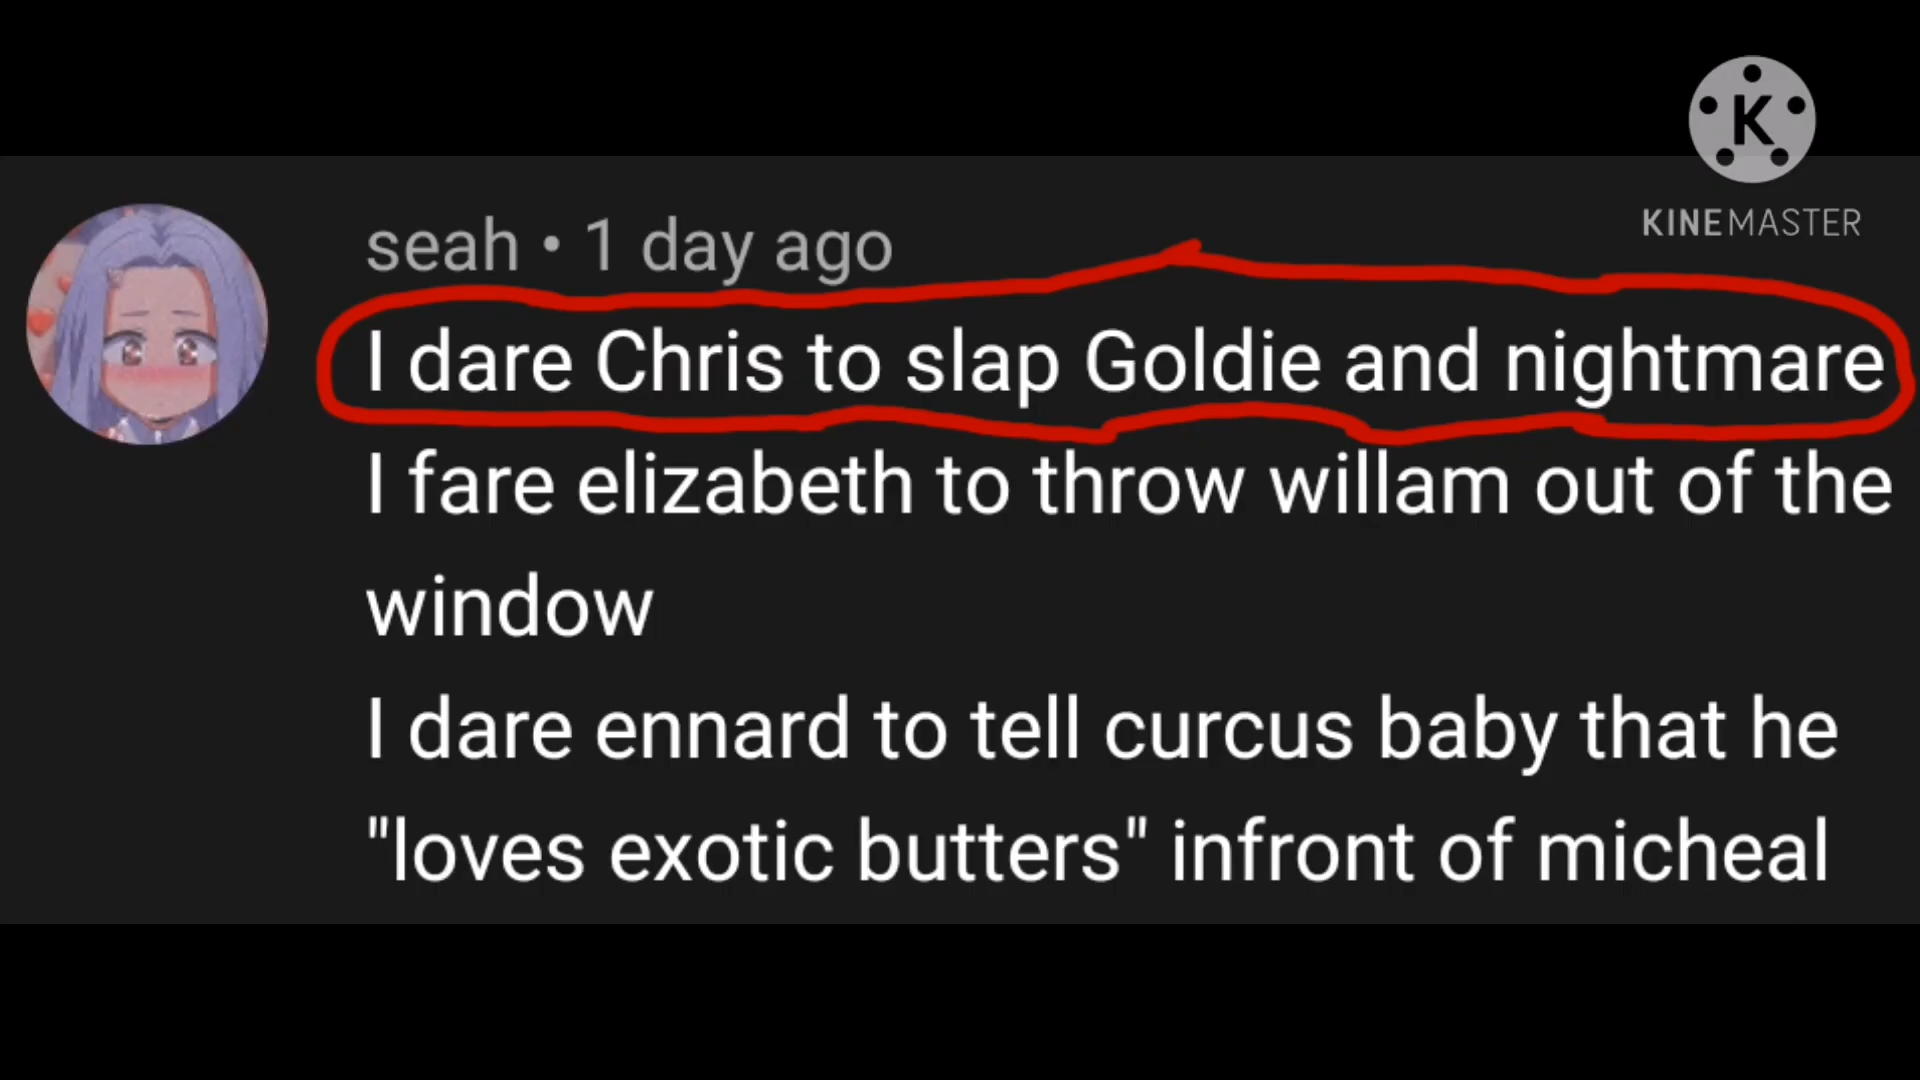 K
KINEMASTER
seah • 1 day ago
I dare Chris to slap Goldie and nightmare
I fare elizabeth to throw willam out of the
window
I dare ennard to tell curcus baby that he
"loves exotic butters" infront of micheal